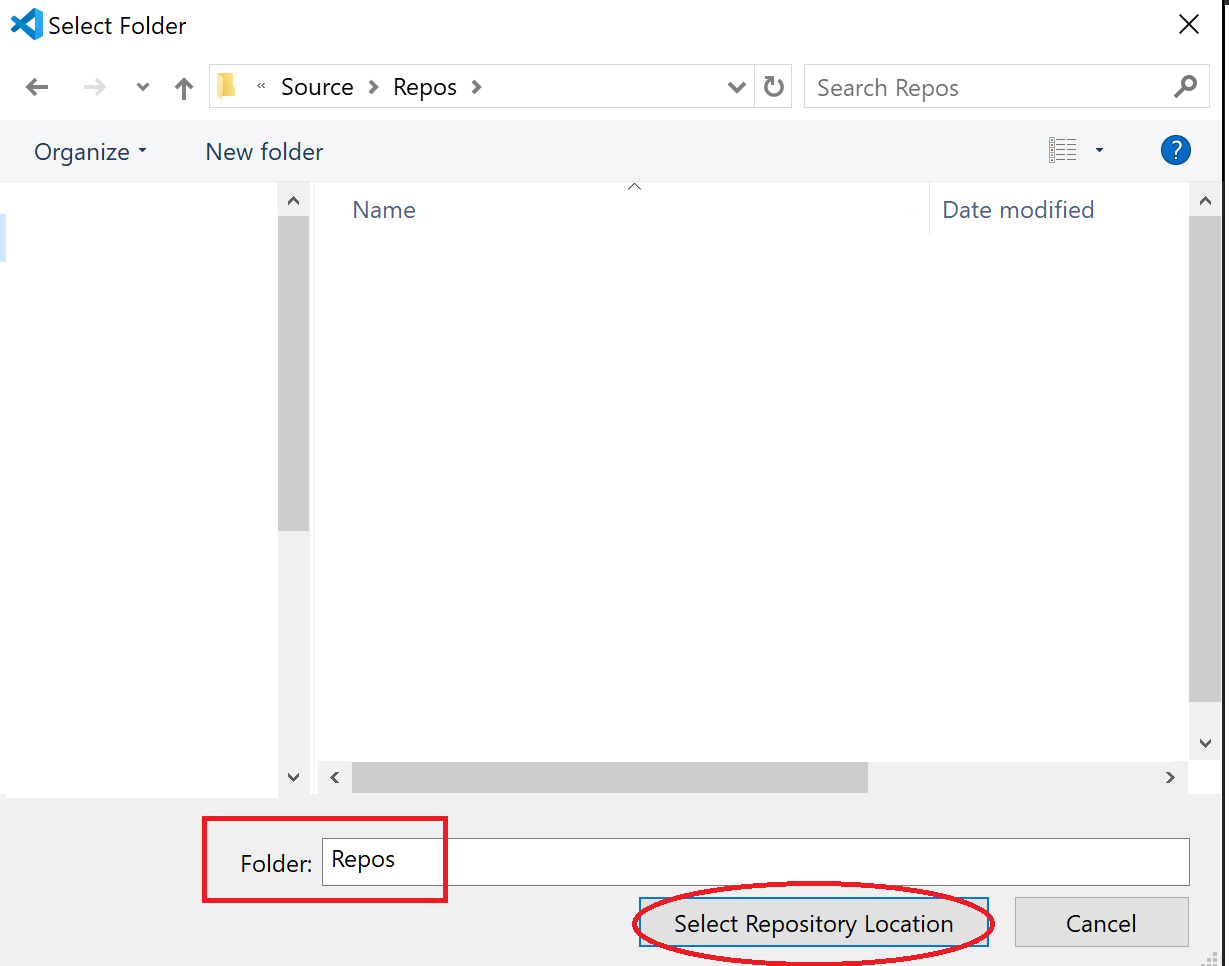 Select Folder
« Source > Repos > Search Repos
Organize New folder ?
Name Date modified
Folder: Repos
Select Repository Location Cancel